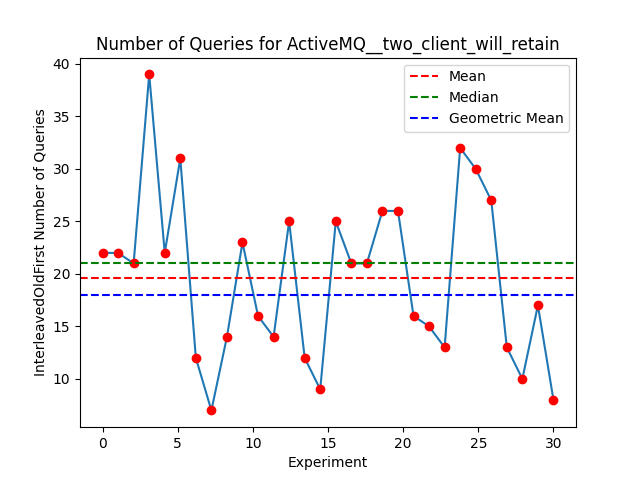 Number of Queries for ActiveMQ__two_client_will_retain
InterleavedOldFirst Number of Queries
40
35
30
25
20
15
10
Mean
Median
Geometric Mean
0
5
10
15
20
25
30
Experiment